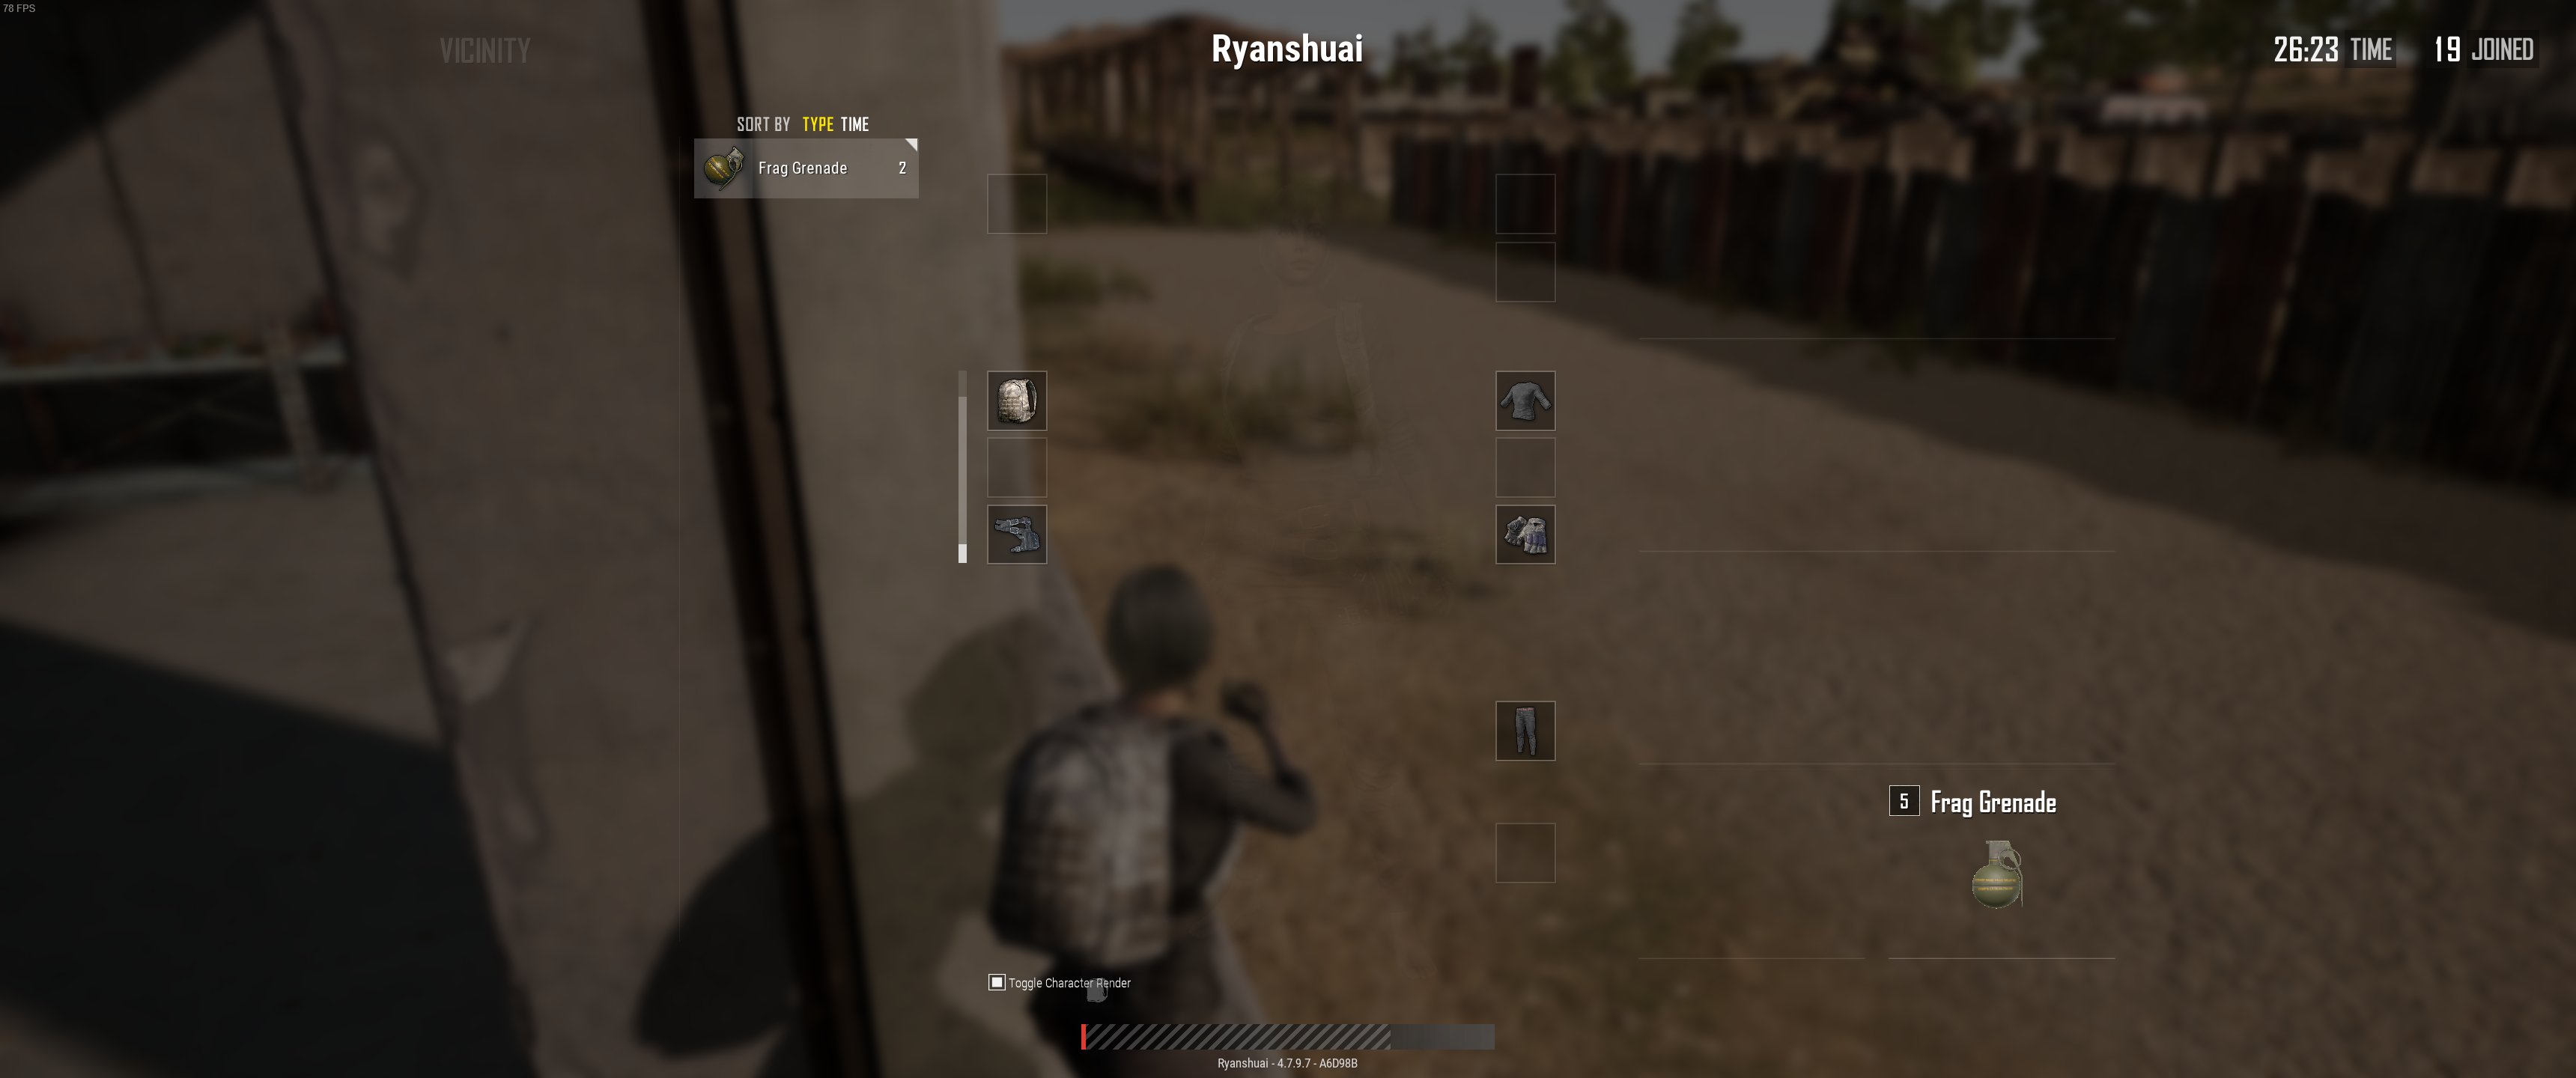 78 FPS
VICINITY
Ryanshuai
26:23 TIME 19 JOINED
SORT BY TYPE TIME
Frag Grenade 2
5 Frag Grenade
Toggle Character Render
Ryanshuai - 4.7.9.7 - A6D98B